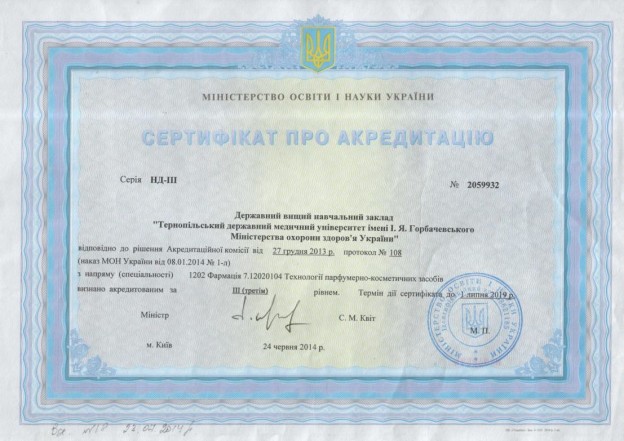 МІНІСТЕРСТВО ОСВІТИ І НАУКИ УКРАЇНИ
СЕРТИФІКАТ ПРО АКРЕДИТАЦІЮ
Серія НД-III № 2059932
Державний вищий навчальний заклад
"Тернопільський державний медичний університет імені І. Я. Горбачевського
Міністерства охорони здоров'я України"
відповідно до рішення Акредитаційної комісії від 27 грудня 2013 р. протокол № 108
(наказ МОН України від 08.01.2014 № 1-л)
з напряму (спеціальності) 1202 Фармація 7.12020104 Технології парфумерно-косметичних засобів
визнано акредитованим за III (третім) рівнем. Термін дії сертифіката до 1 липня 2019 р.
Міністр С. М. Квіт
М. П.
м. Київ 24 червня 2014 р.